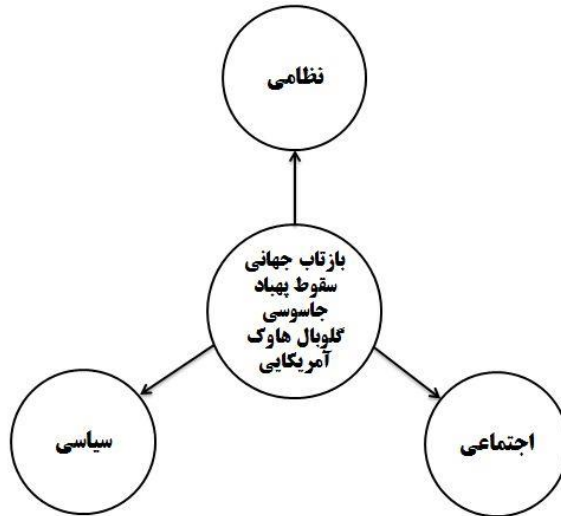 نظامی
بازتاب جهانی
سقوط پهباد
جاسوسی
گلوبال هاوک
آمریکایی
اجتماعی
سیاسی